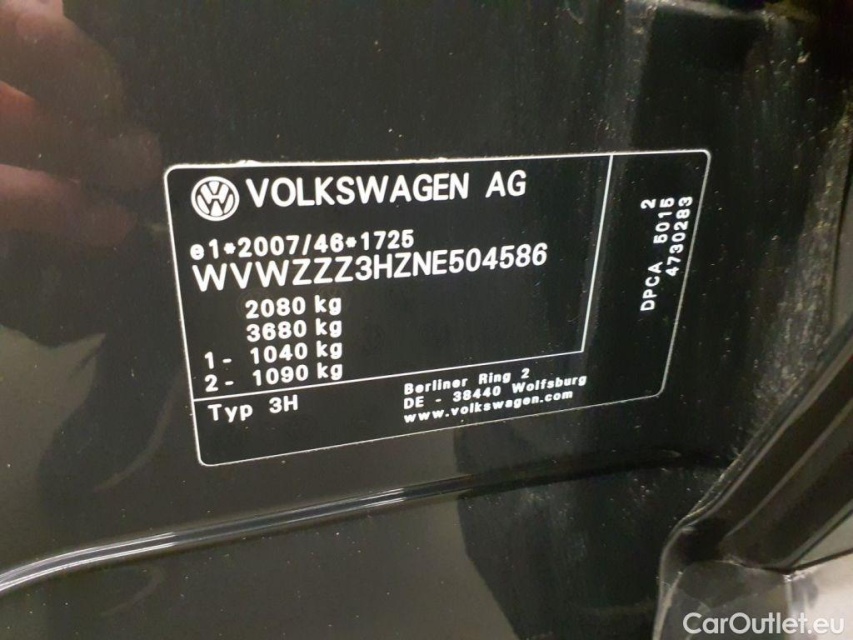 VOLKSWAGEN AG
e1*2007/46*1725
WVWZZZ3HZNE504586
2080 kg
3680 kg
1- 1040 kg
2- 1090 kg
Typ 3H
Berliner Ring 2
DE - 38440 Wolfsburg
www.volkswagen.com
2
DPCA 5015
4730283
CarOutlet.eu